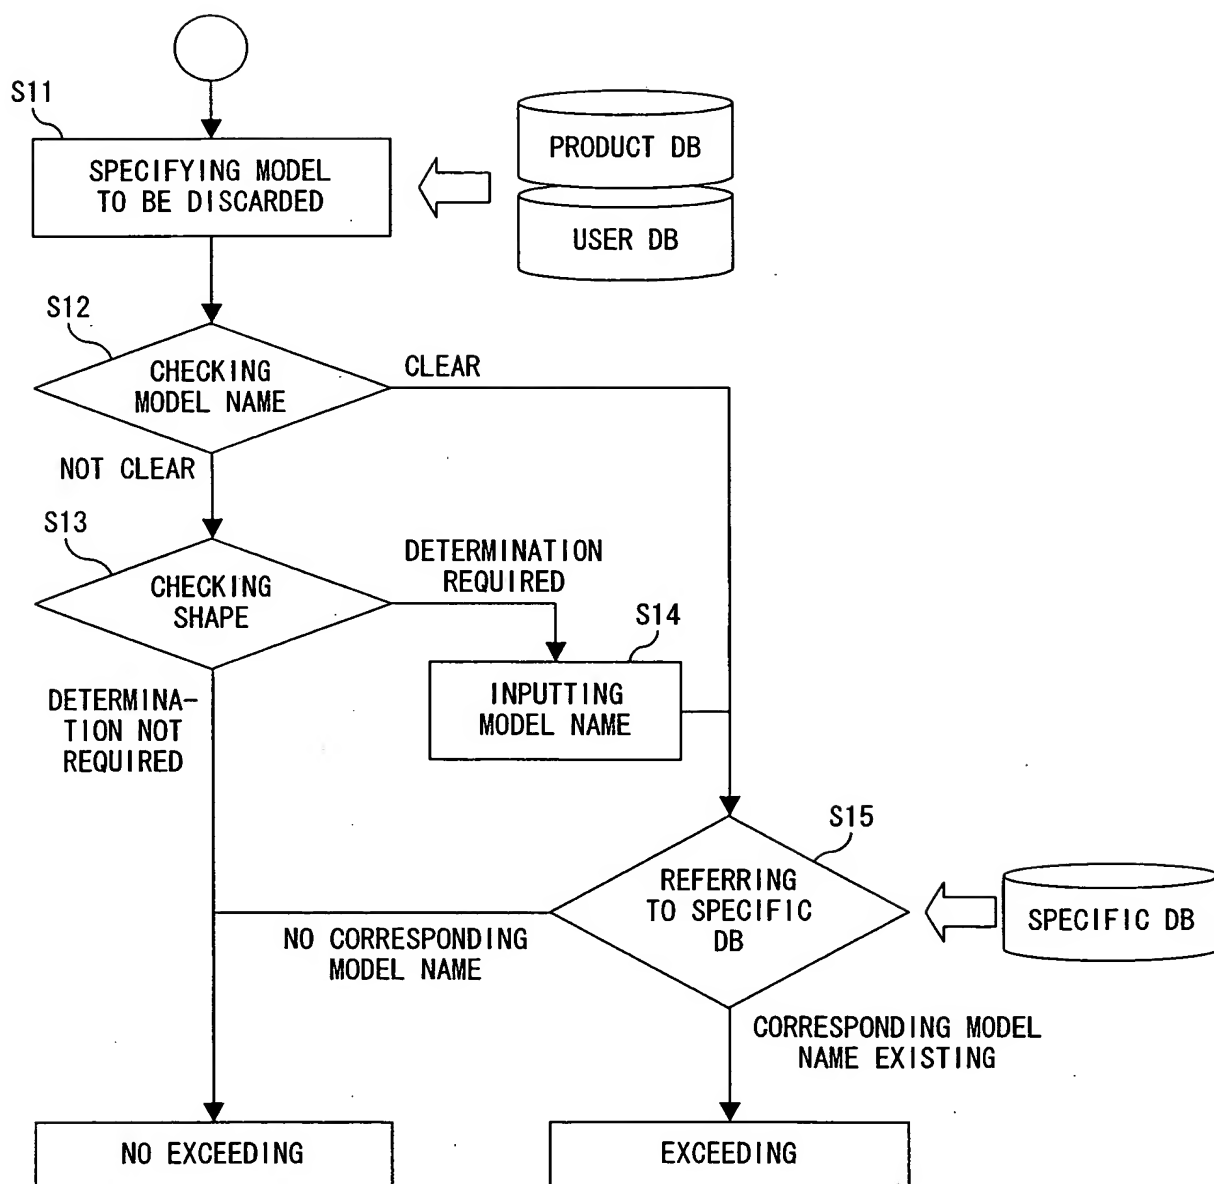 S11
SPECIFYING MODEL
TO BE DISCARDED
PRODUCT DB
USER DB
S12
CHECKING
MODEL NAME
CLEAR
NOT CLEAR
S13
CHECKING
SHAPE
DETERMINATION
REQUIRED
S14
INPUTTING
MODEL NAME
DETERMINA-
TION NOT
REQUIRED
S15
REFERRING
TO SPECIFIC
DB
SPECIFIC DB
NO CORRESPONDING
MODEL NAME
CORRESPONDING MODEL
NAME EXISTING
NO EXCEEDING
EXCEEDING